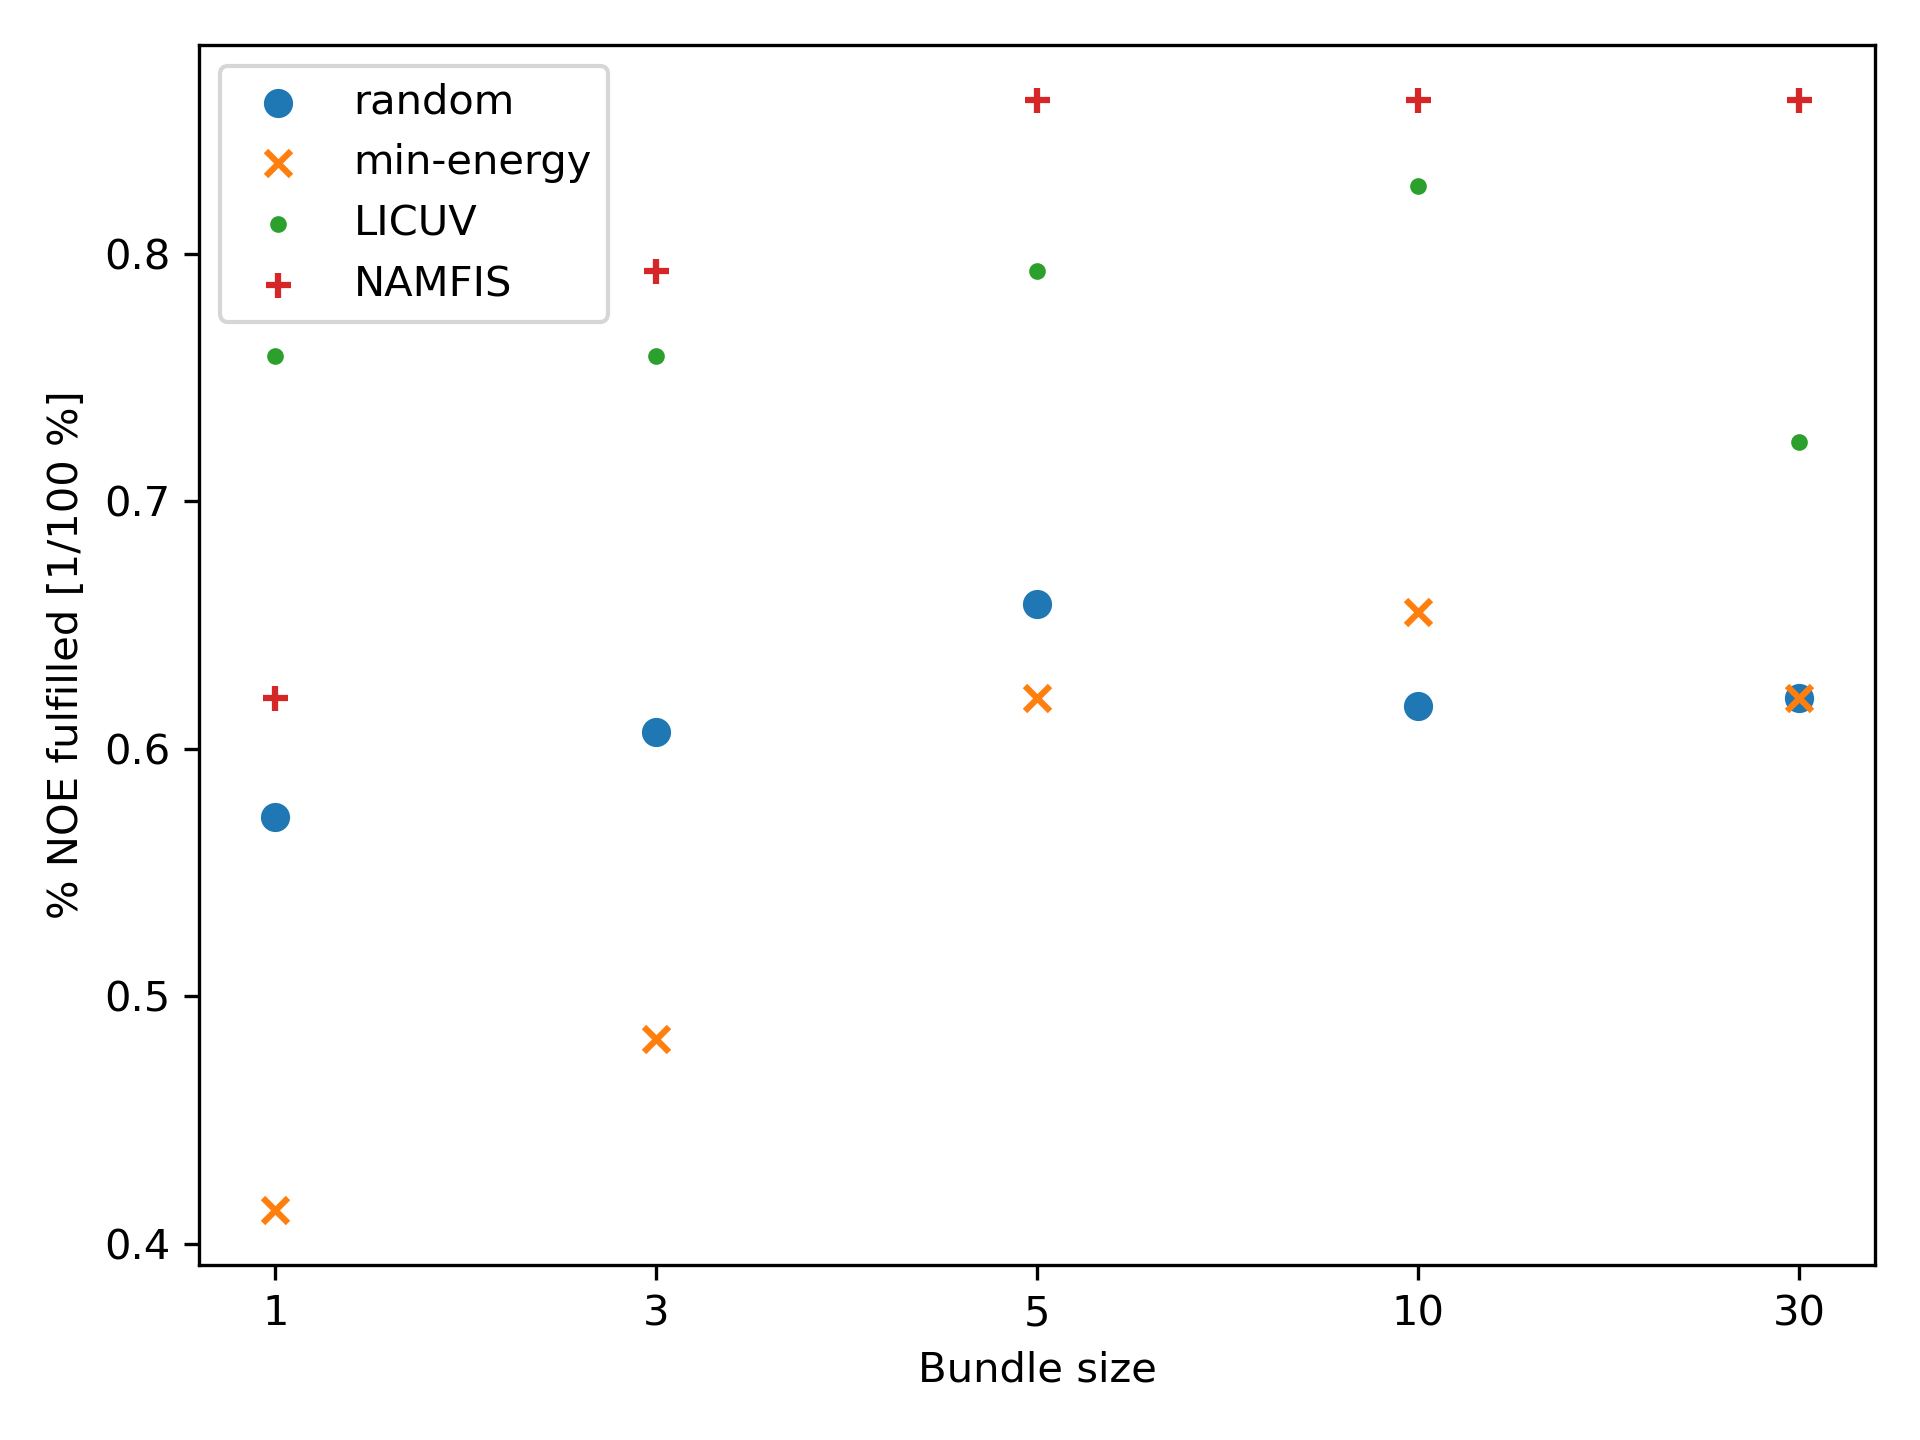 random
min-energy
LICUV
NAMFIS
% NOE fulfilled [1/100 %]
0.8
0.7
0.6
0.5
0.4
1 3 5 10 30
Bundle size